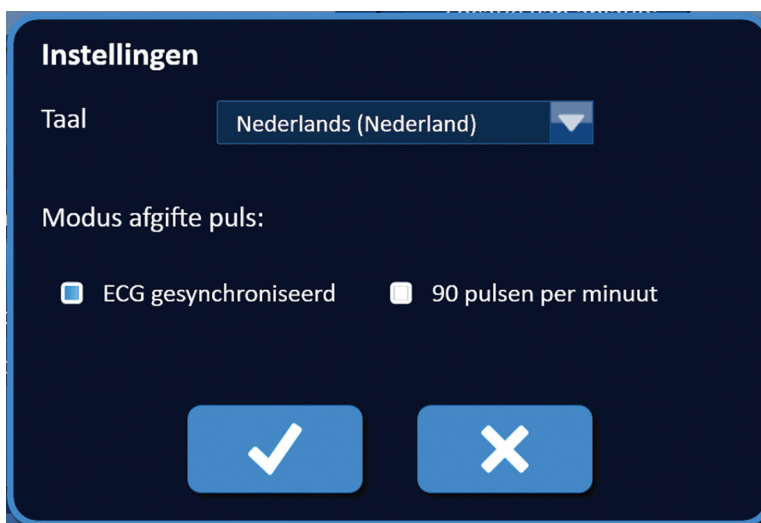 Instellingen
Taal
Nederlands (Nederland)
Modus afgifte puls:
ECG gesynchroniseerd
90 pulsen per minuut